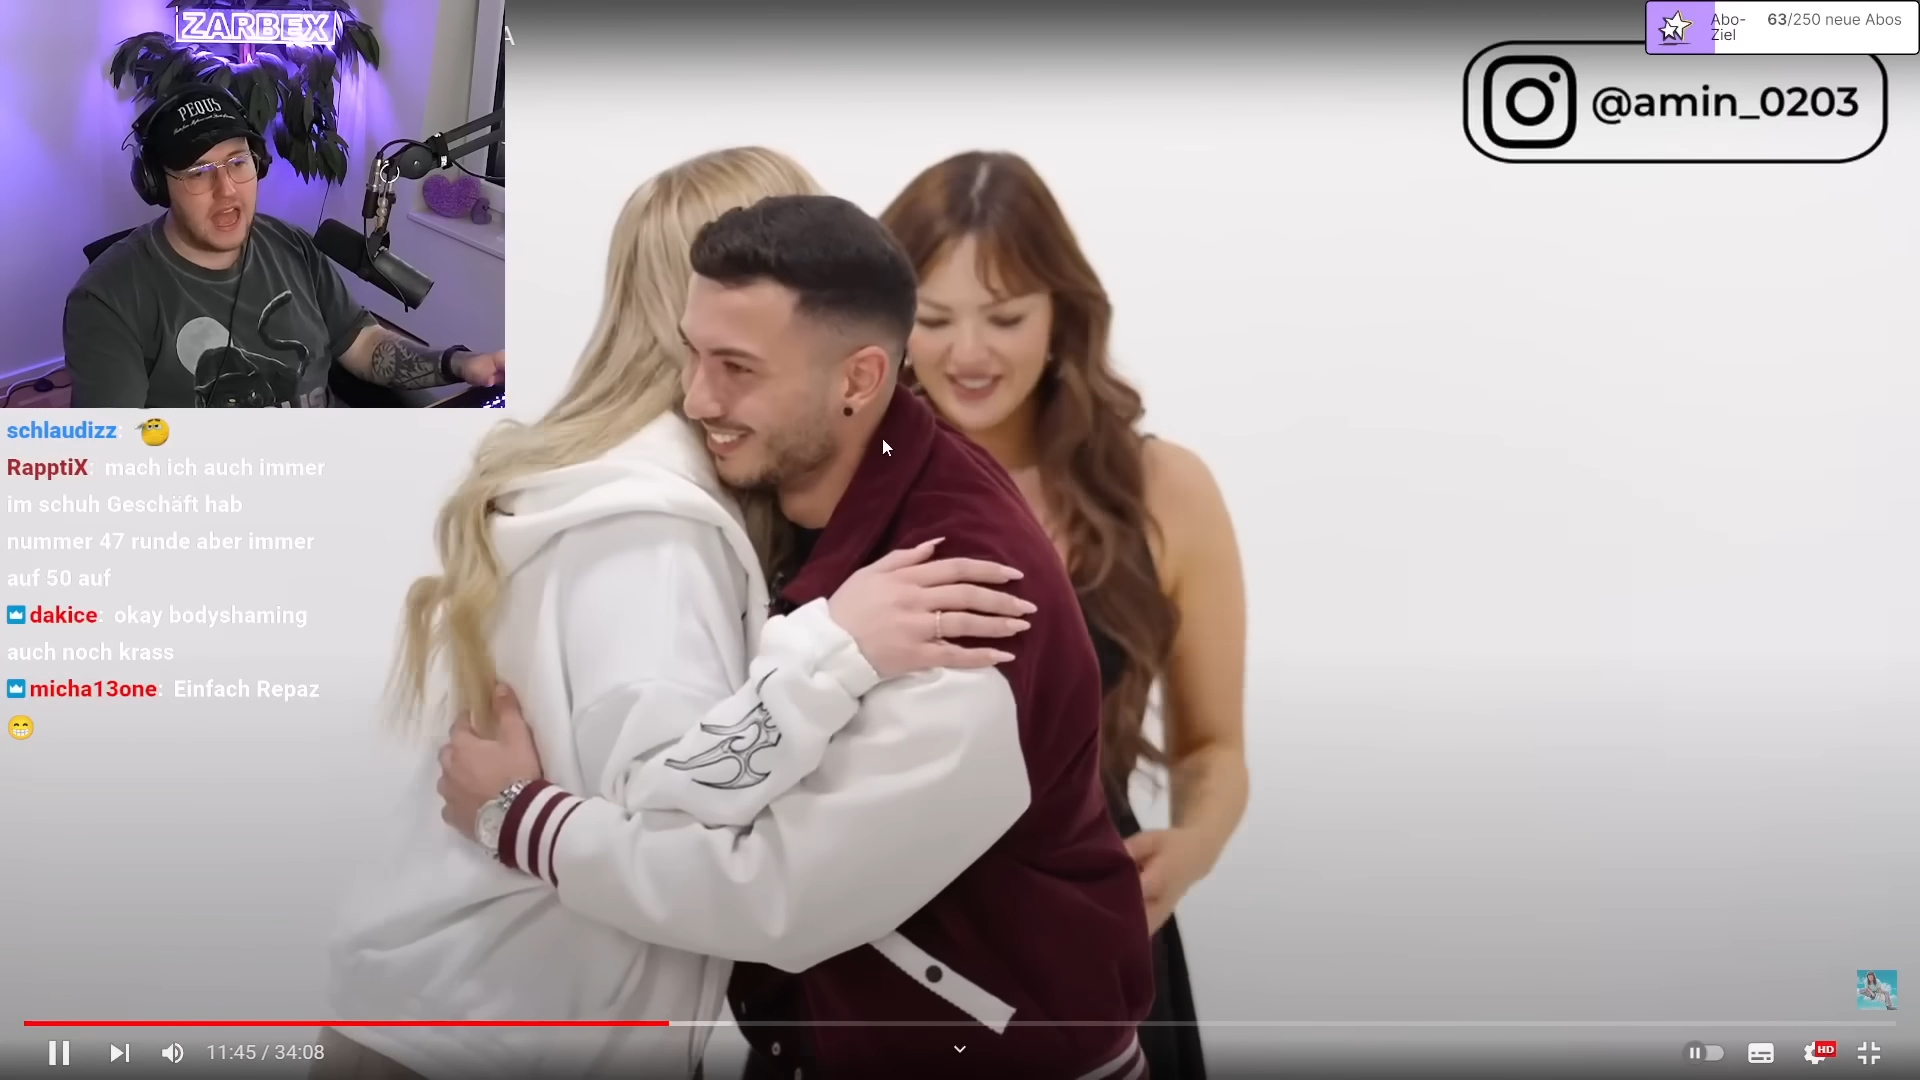 ZARBEX
A
PEQUS
Abo-
Ziel
63/250 neue Abos
@amin_0203
schlaudizz:
RapptiX: mach ich auch immer
im schuh Geschäft hab
nummer 47 runde aber immer
auf 50 auf
dakice: okay bodyshaming
auch noch krass
micha13one: Einfach Repaz
11:45 / 34:08
HD